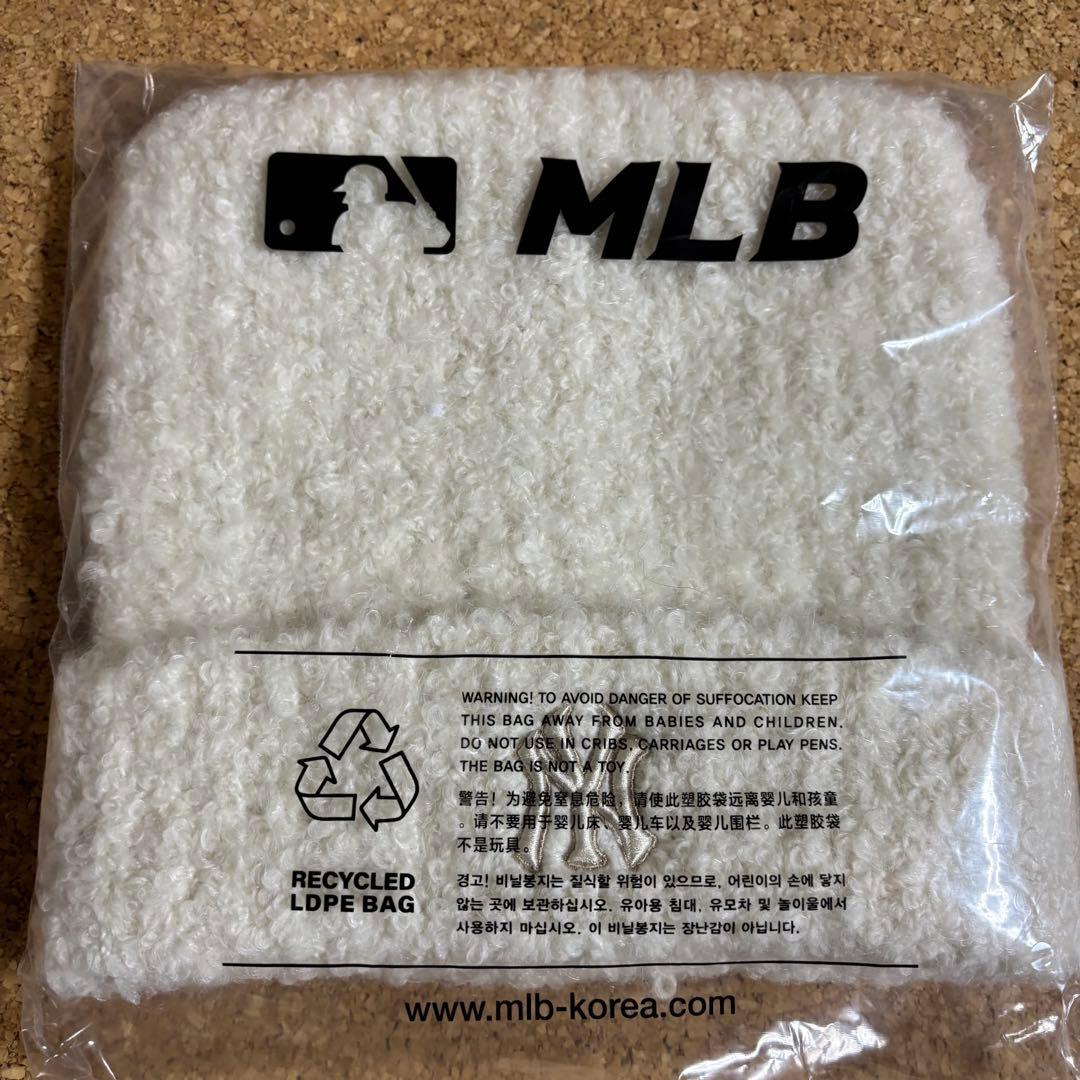 MLB
WARNING! TO AVOID DANGER OF SUFFOCATION KEEP
THIS BAG AWAY FROM BABIES AND CHILDREN.
DO NOT USE IN CRIBS, CARRIAGES OR PLAY PENS.
THE BAG IS NOT A TOY.
警告！为避免窒息危险，请使此塑胶袋远离婴儿和孩童
。请不要用于婴儿床、婴儿车以及婴儿围栏。此塑胶袋
不是玩具。
경고! 비닐봉지는 질식할 위험이 있으므로, 어린이의 손에 닿지
않는 곳에 보관하십시오. 유아용 침대, 유모차 및 놀이울에서
사용하지 마십시오. 이 비닐봉지는 장난감이 아닙니다.
RECYCLED
LDPE BAG
NY
www.mlb-korea.com